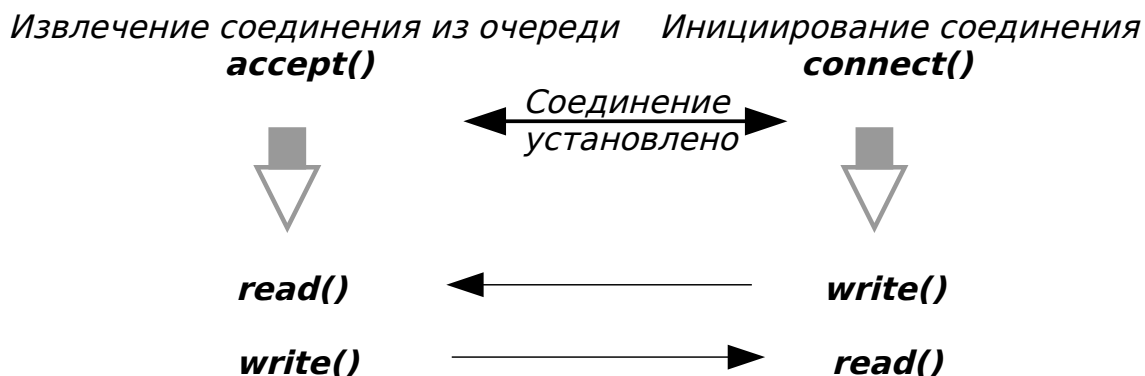 Извлечение соединения из очереди Инициирование соединения
accept() connect()
Соединение
установлено
read() write()
write() read()